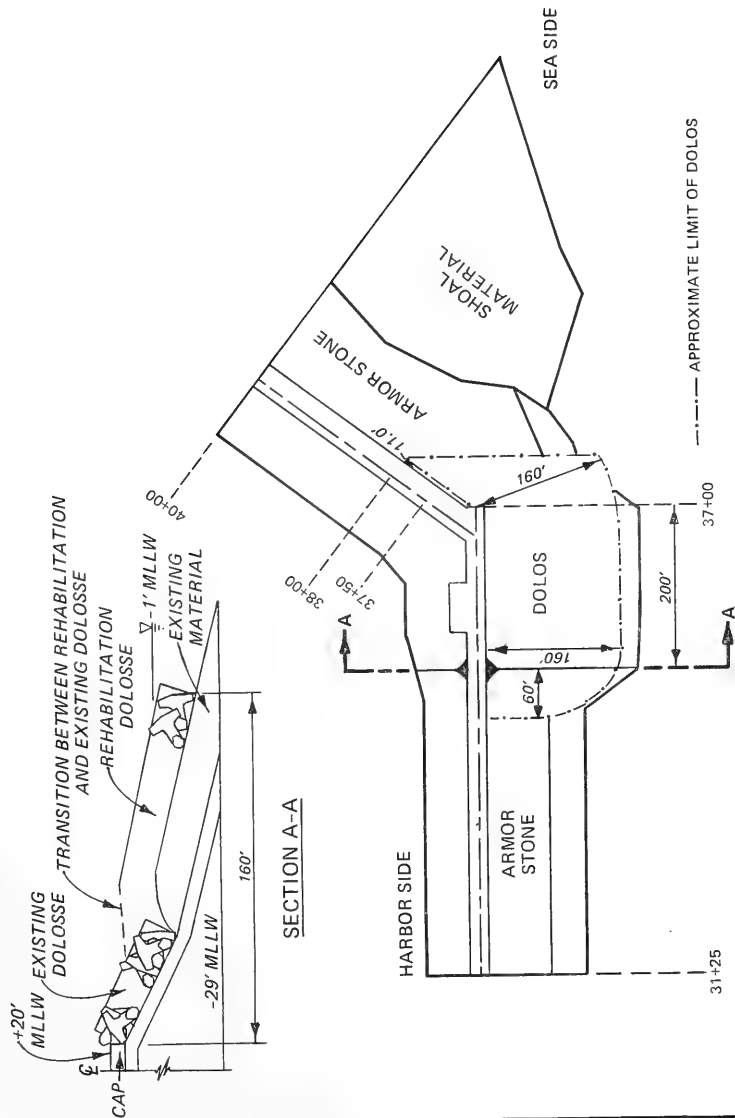 TRANSITION BETWEEN REHABILITATION
AND EXISTING DOLOSSE
REHABILITATION
DOLOSSE
+20'
MLLW
EXISTING
DOLOSSE
-1' MLLW
EXISTING
MATERIAL
℄
CAP
-29' MLLW
160'
SECTION A-A
40+00
38+00
37+50
ARMOR STONE
11.0'
SHOAL
MATERIAL
SEA SIDE
HARBOR SIDE
A
A
160'
DOLOS
160'
60'
200'
ARMOR
STONE
31+25
37+00
APPROXIMATE LIMIT OF DOLOS